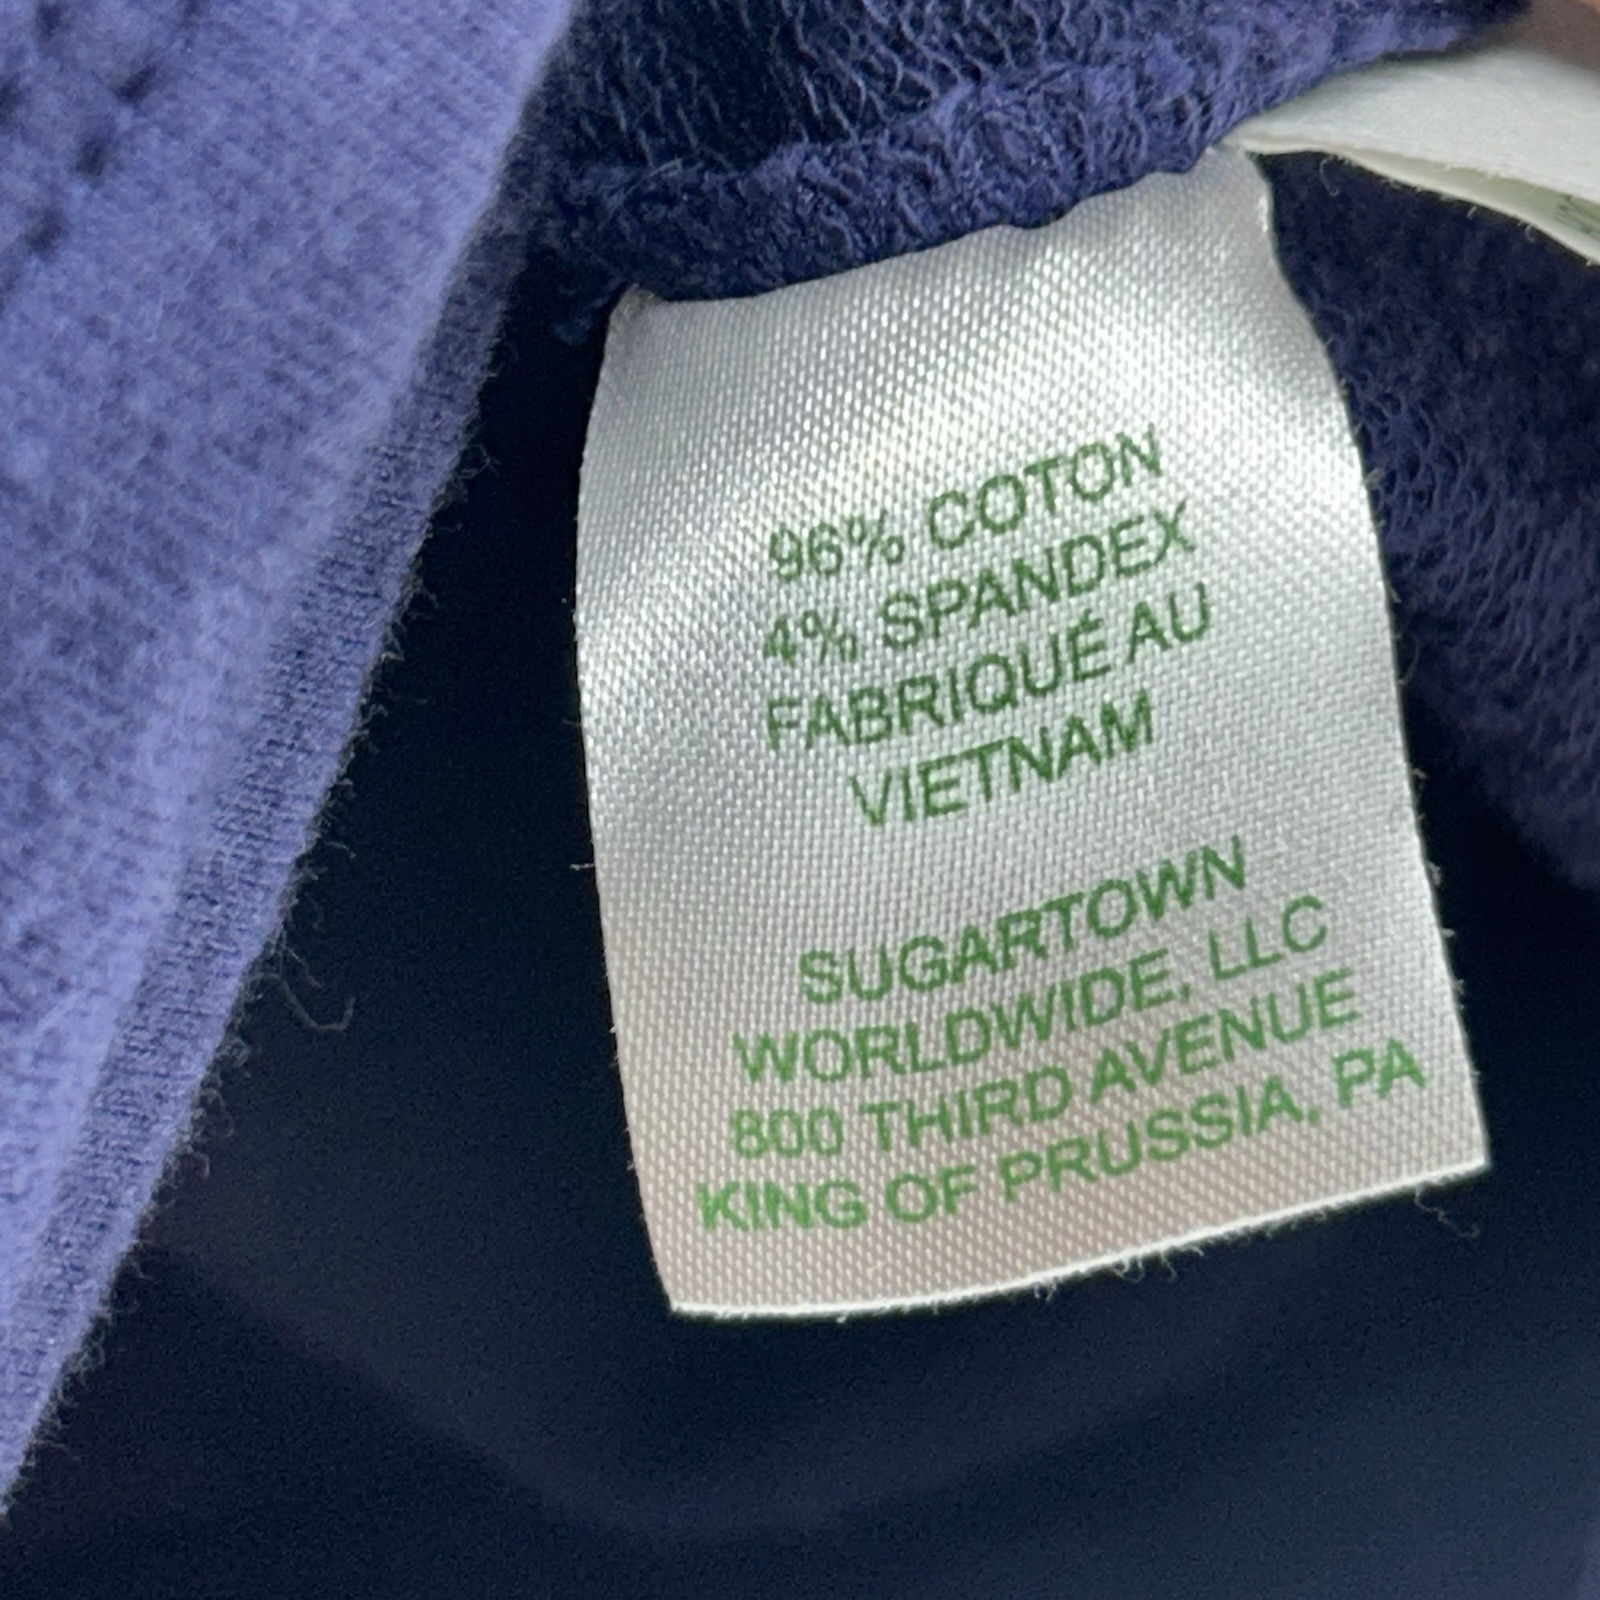 96% COTON
4% SPANDEX
FABRIQUÉ AU
VIETNAM
SUGARTOWN
WORLDWIDE, LLC
800 THIRD AVENUE
KING OF PRUSSIA, PA